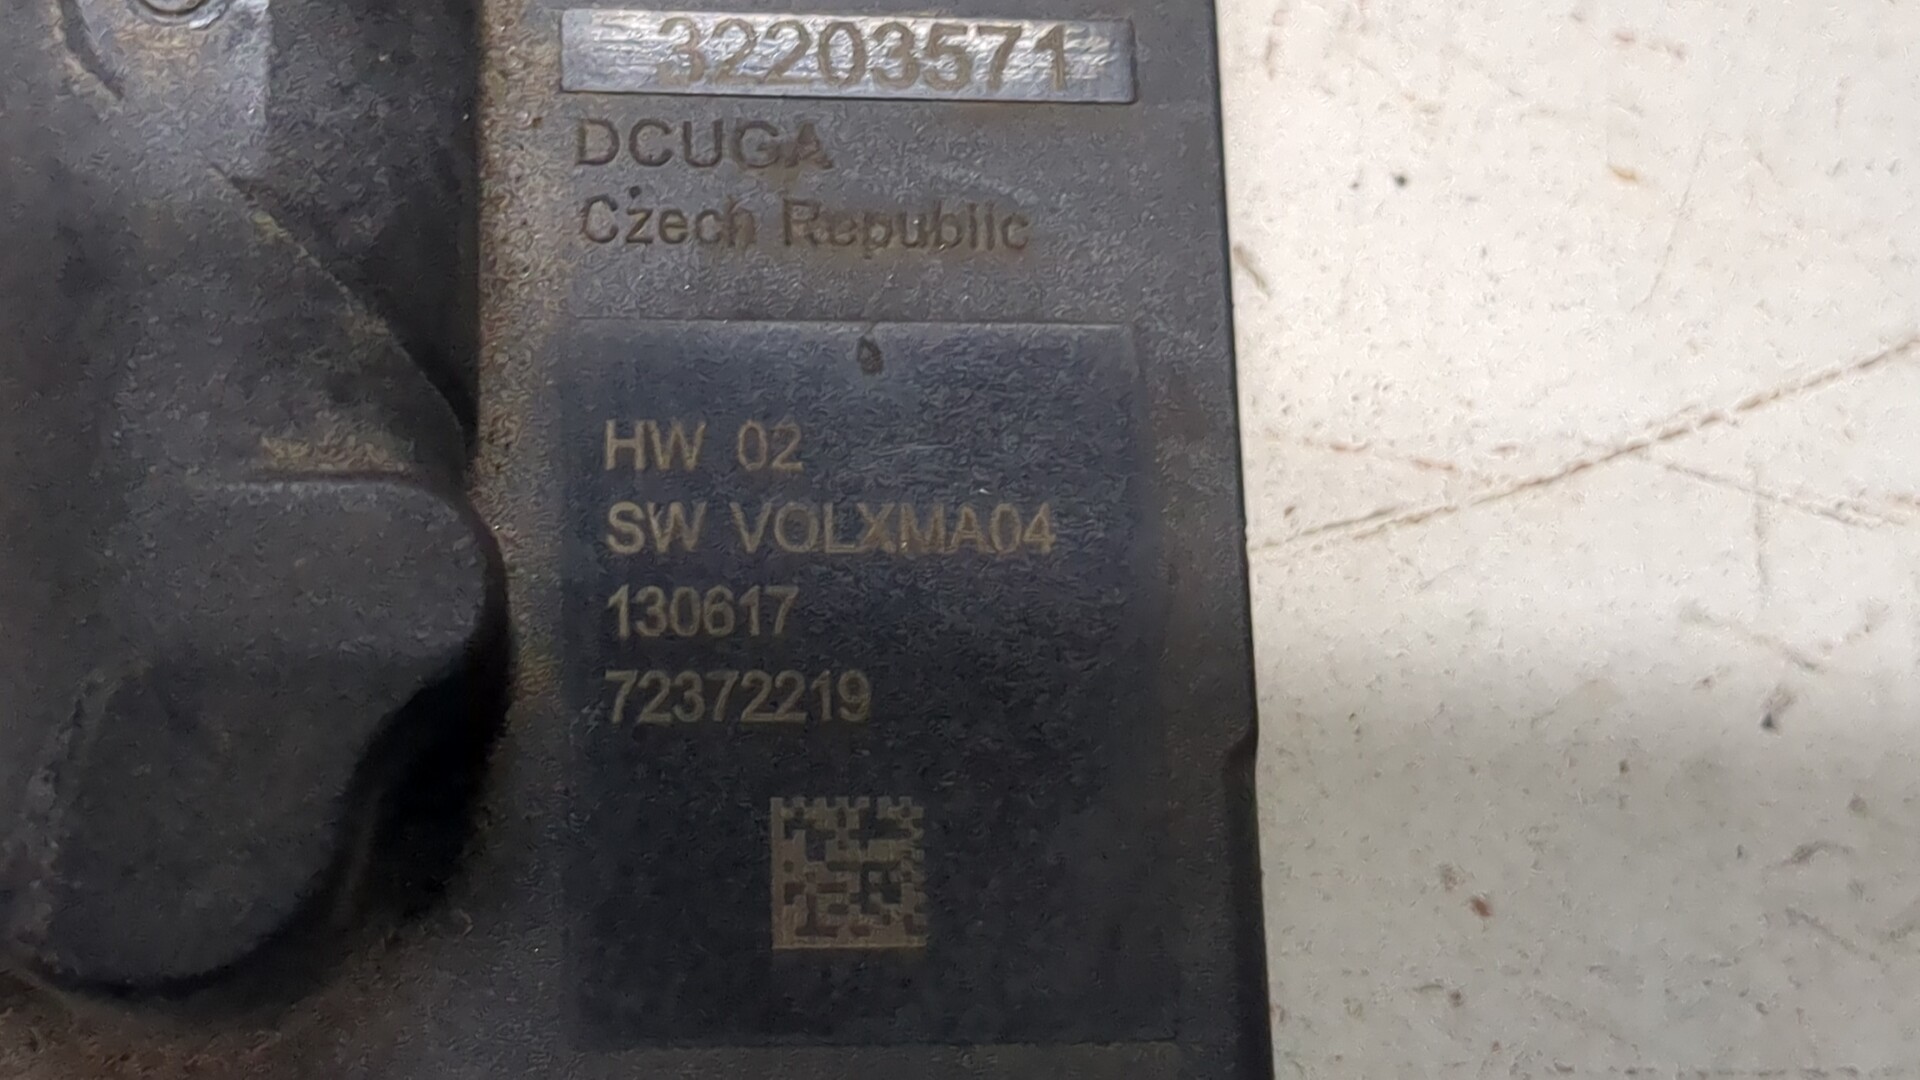 32203571
DCUGA
Czech Republic
HW 02
SW VOLXMA04
130617
72372219